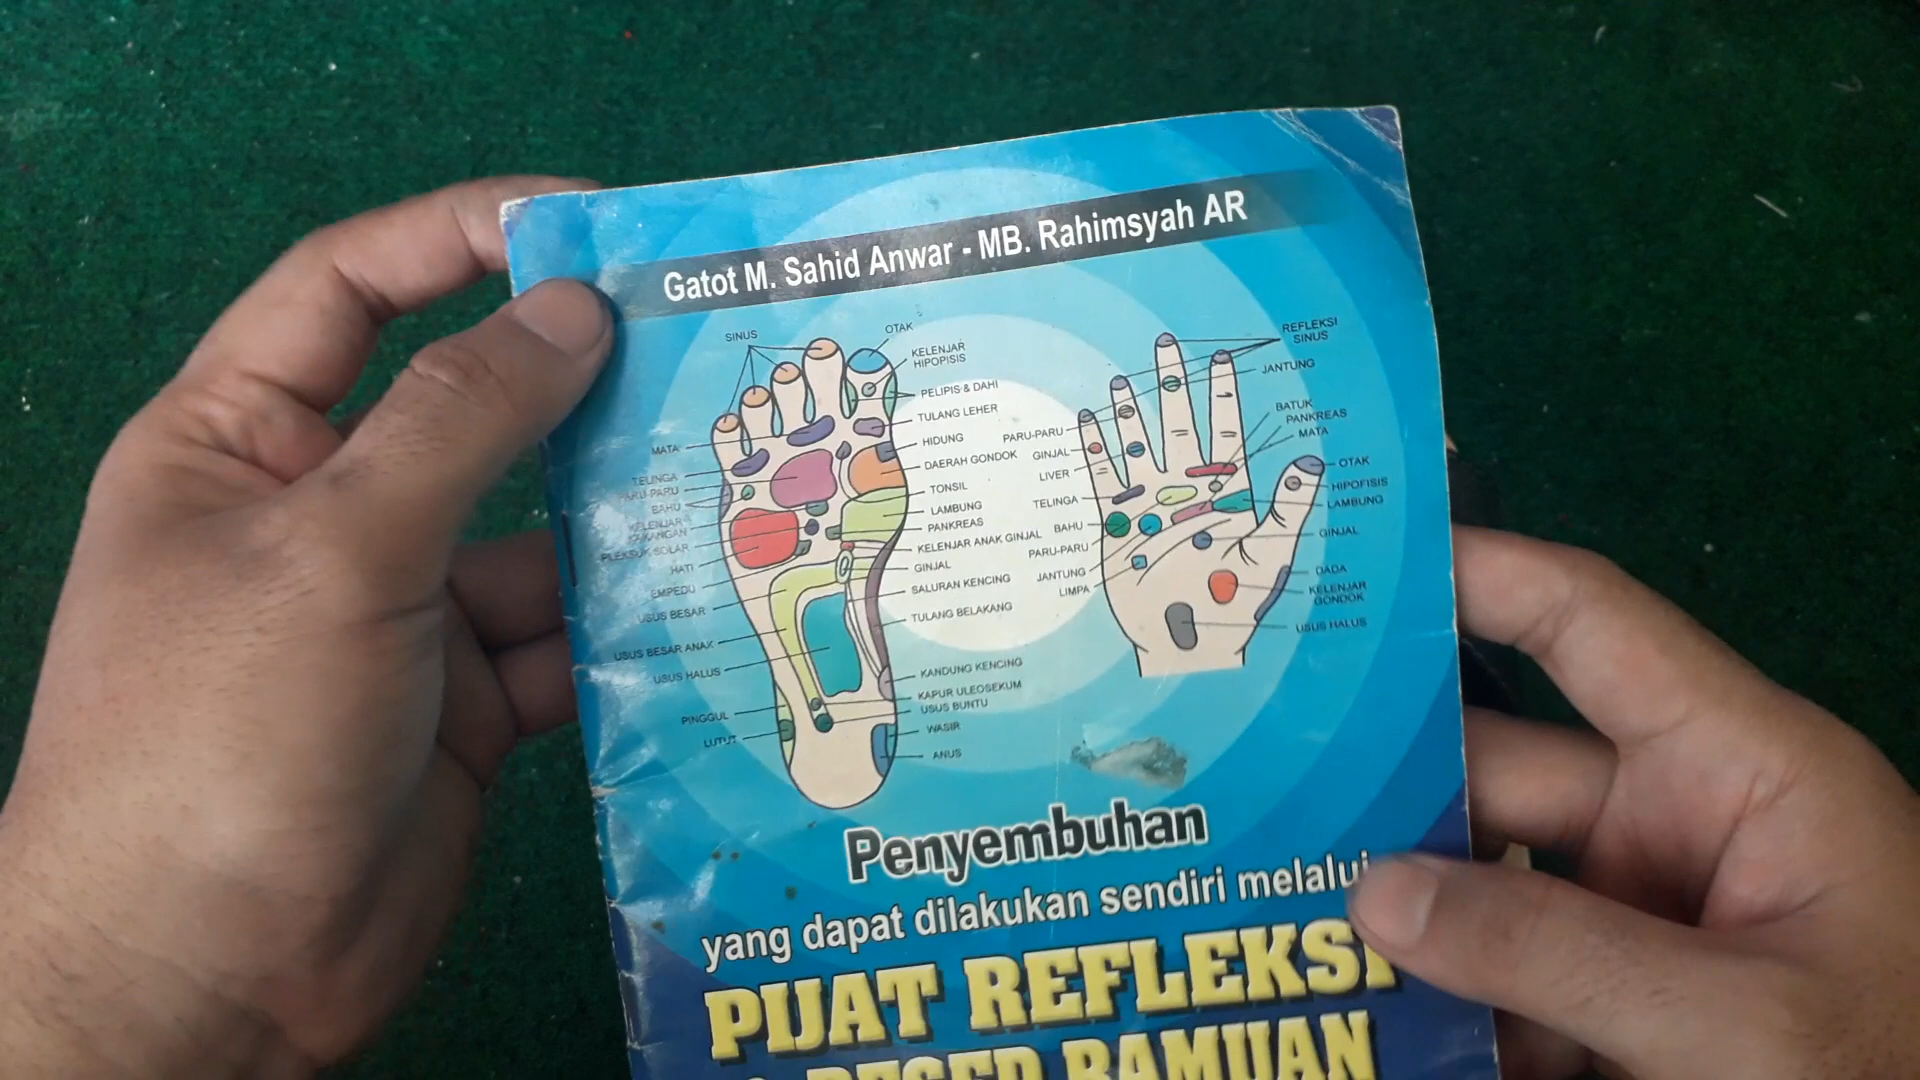 Gatot M. Sahid Anwar - MB. Rahimsyah AR
SINUS
OTAK
KELENJAR
HIPOPISIS
PELIPIS & DAHI
TULANG LEHER
HIDUNG
DAERAH GONDOK
TONSIL
LAMBUNG
PANKREAS
KELENJAR ANAK GINJAL
GINJAL
SALURAN KENCING
TULANG BELAKANG
KANDUNG KENCING
KAPUR ULEOSEKUM
USUS BUNTU
WASIR
ANUS
MATA
TELINGA
PARU-PARU
BAHU
KELENJAR
PLEKSUK SOLAR
HATI
EMPEDU
USUS BESAR
USUS BESAR ANAK
USUS HALUS
PINGGUL
LUTUT
REFLEKSI
SINUS
JANTUNG
BATUK
PANKREAS
MATA
OTAK
HIPOFISIS
LAMBUNG
GINJAL
DADA
KELENJAR
GONDOK
USUS HALUS
PARU-PARU
GINJAL
LIVER
TELINGA
BAHU
PARU-PARU
JANTUNG
LIMPA
Penyembuhan
yang dapat dilakukan sendiri melalui
PIJAT REFLEKSI
& RESEP RAMUAN